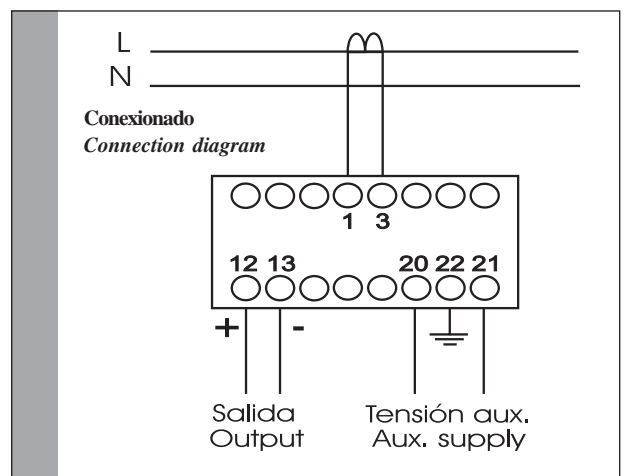 L
N
Conexionado
Connection diagram
1 3
12 13 20 22 21
+ -
Salida Tensión aux.
Output Aux. supply